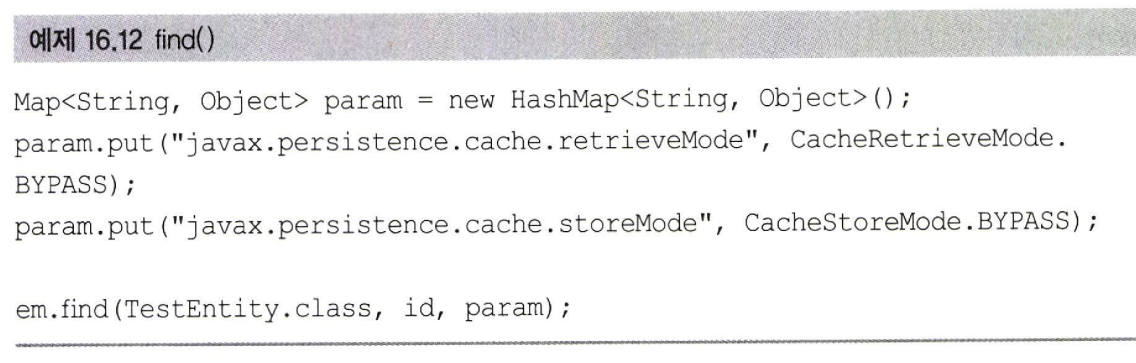 예제 16.12 find()
Map<String, Object> param = new HashMap<String, Object>();
param.put("javax.persistence.cache.retrieveMode", CacheRetrieveMode.
BYPASS);
param.put("javax.persistence.cache.storeMode", CacheStoreMode.BYPASS);
em.find(TestEntity.class, id, param);